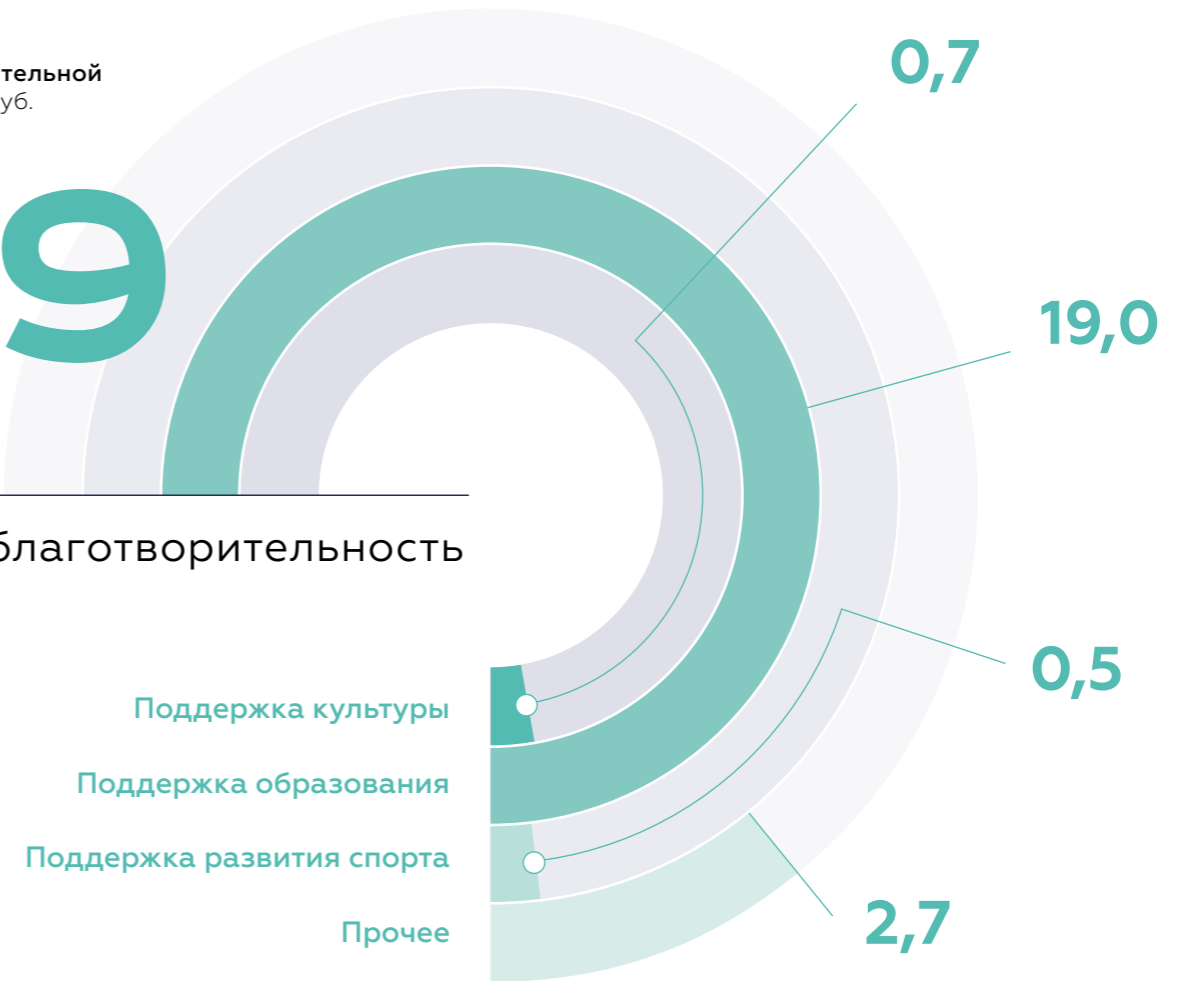 тельной
уб.
9
благотворительность
0,7
19,0
0,5
2,7
Поддержка культуры
Поддержка образования
Поддержка развития спорта
Прочее